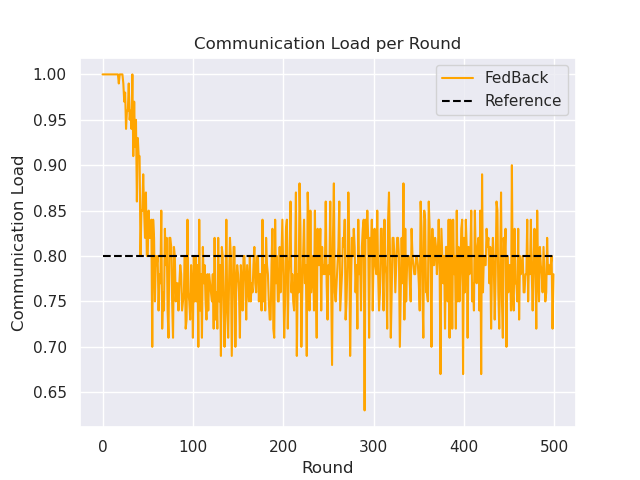 Communication Load per Round
FedBack
Reference
Communication Load
1.00
0.95
0.90
0.85
0.80
0.75
0.70
0.65
0 100 200 300 400 500
Round